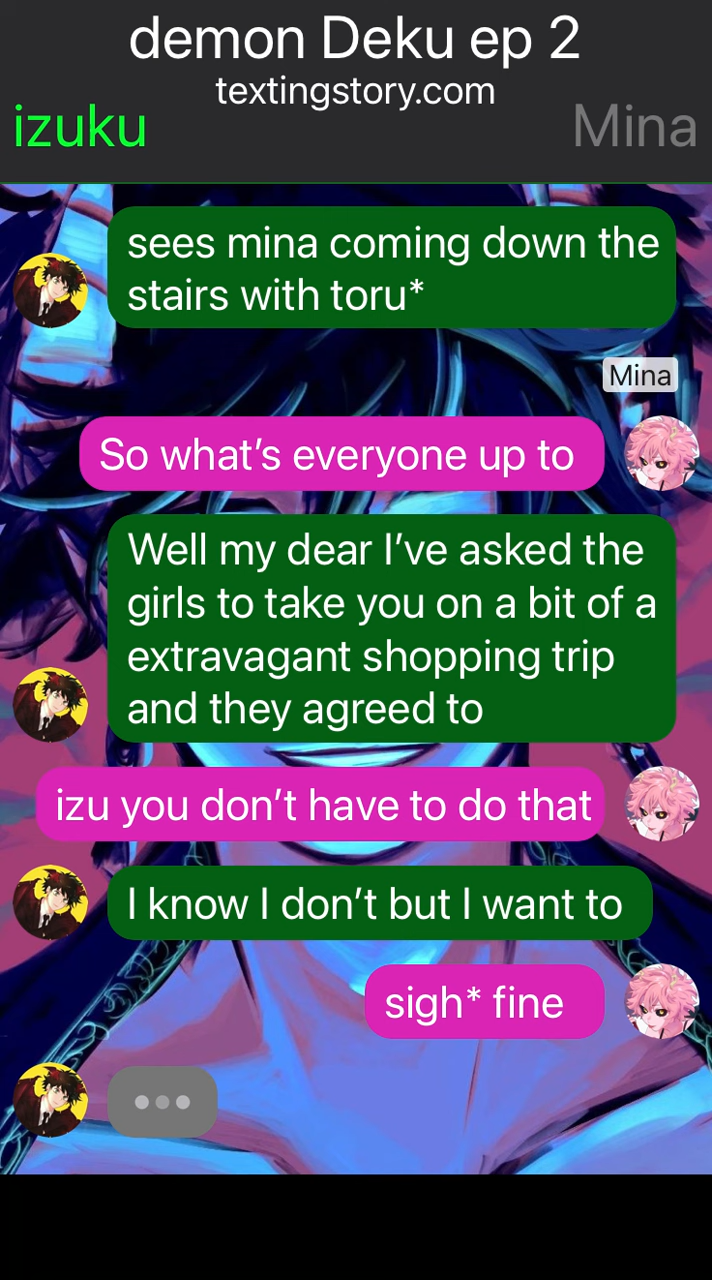 demon Deku ep 2
textingstory.com
izuku
Mina
sees mina coming down the
stairs with toru*
Mina
So what’s everyone up to
Well my dear I’ve asked the
girls to take you on a bit of a
extravagant shopping trip
and they agreed to
izu you don’t have to do that
I know I don’t but I want to
sigh* fine